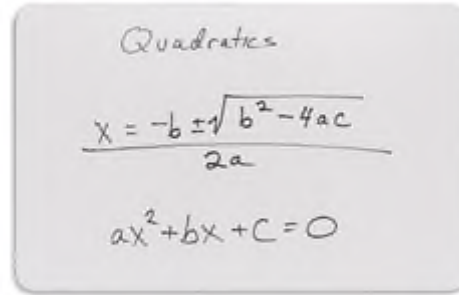 Quadratics
x = -b ± √b² - 4ac
2a
ax² + bx + c = 0